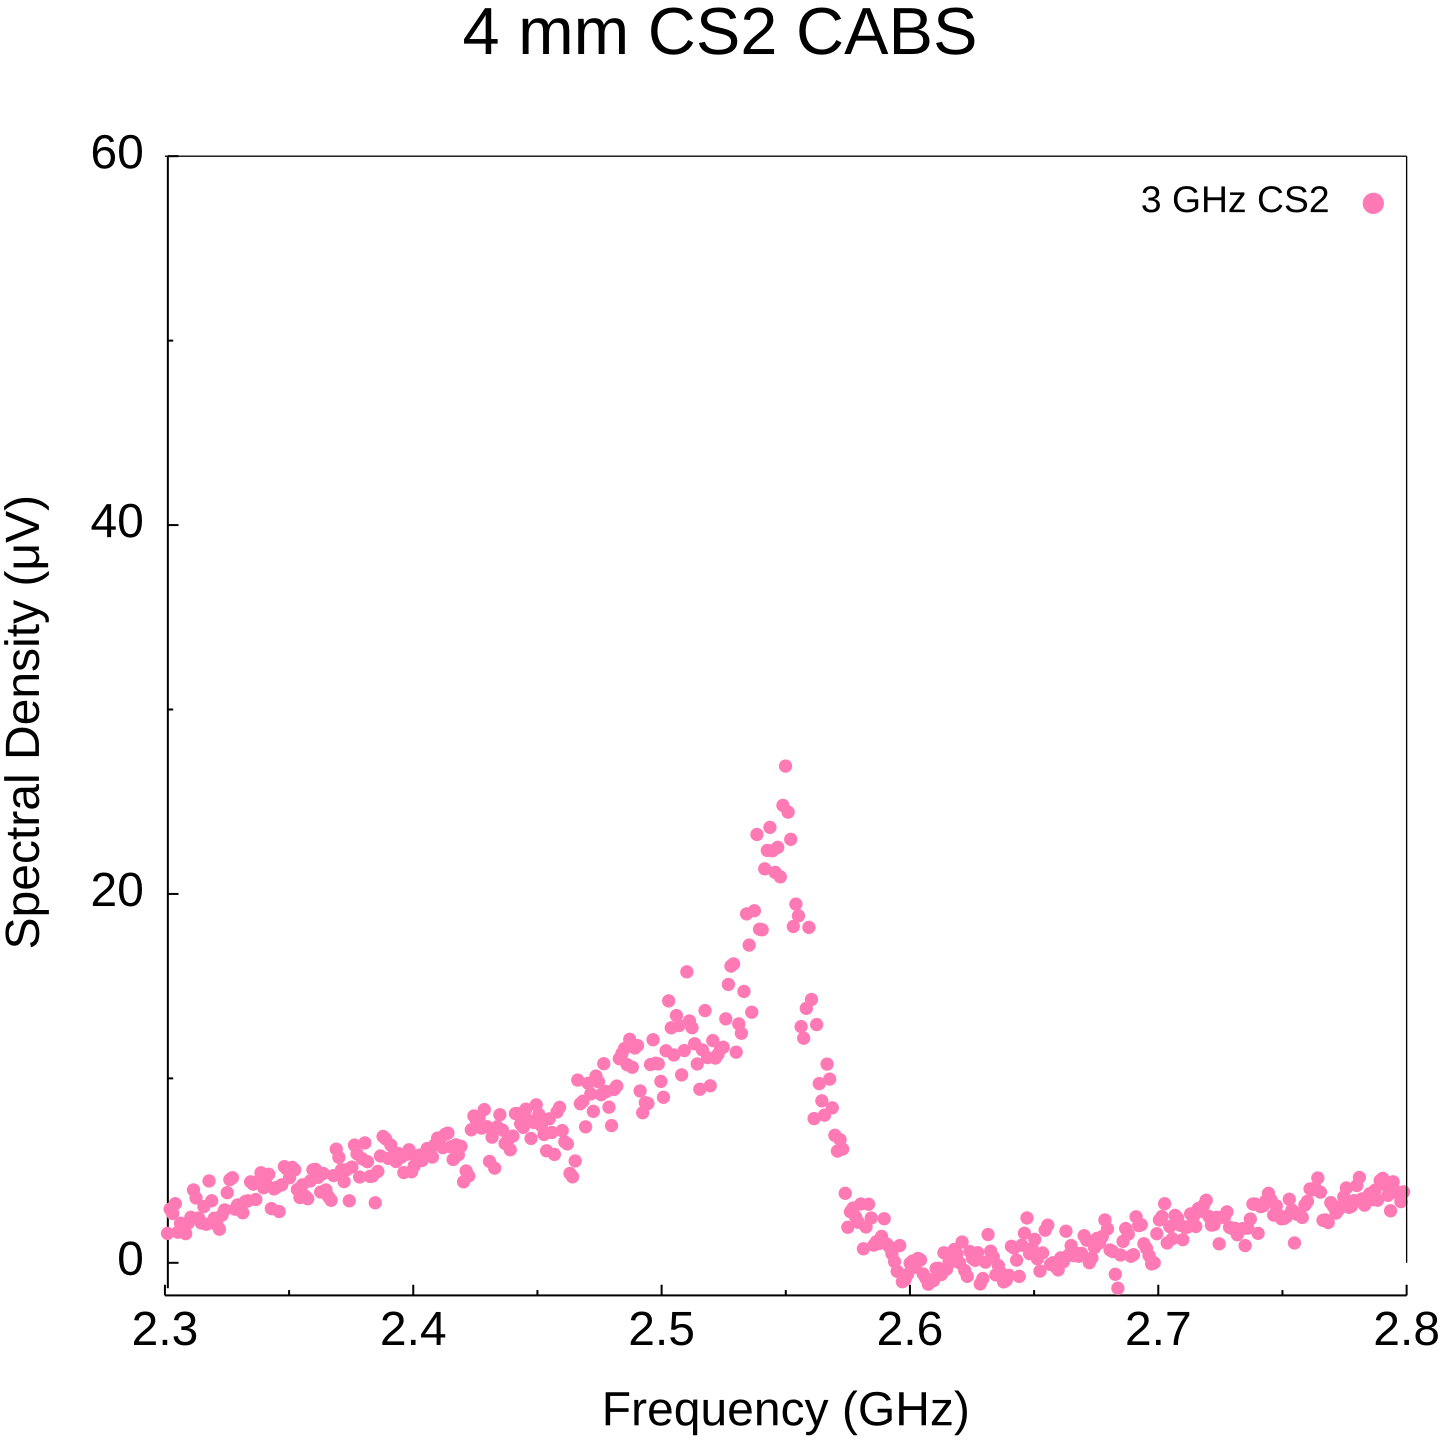 4 mm CS2 CABS
60
3 GHz CS2
40
Spectral Density (μV)
20
0
2.3 2.4 2.5 2.6 2.7 2.8
Frequency (GHz)